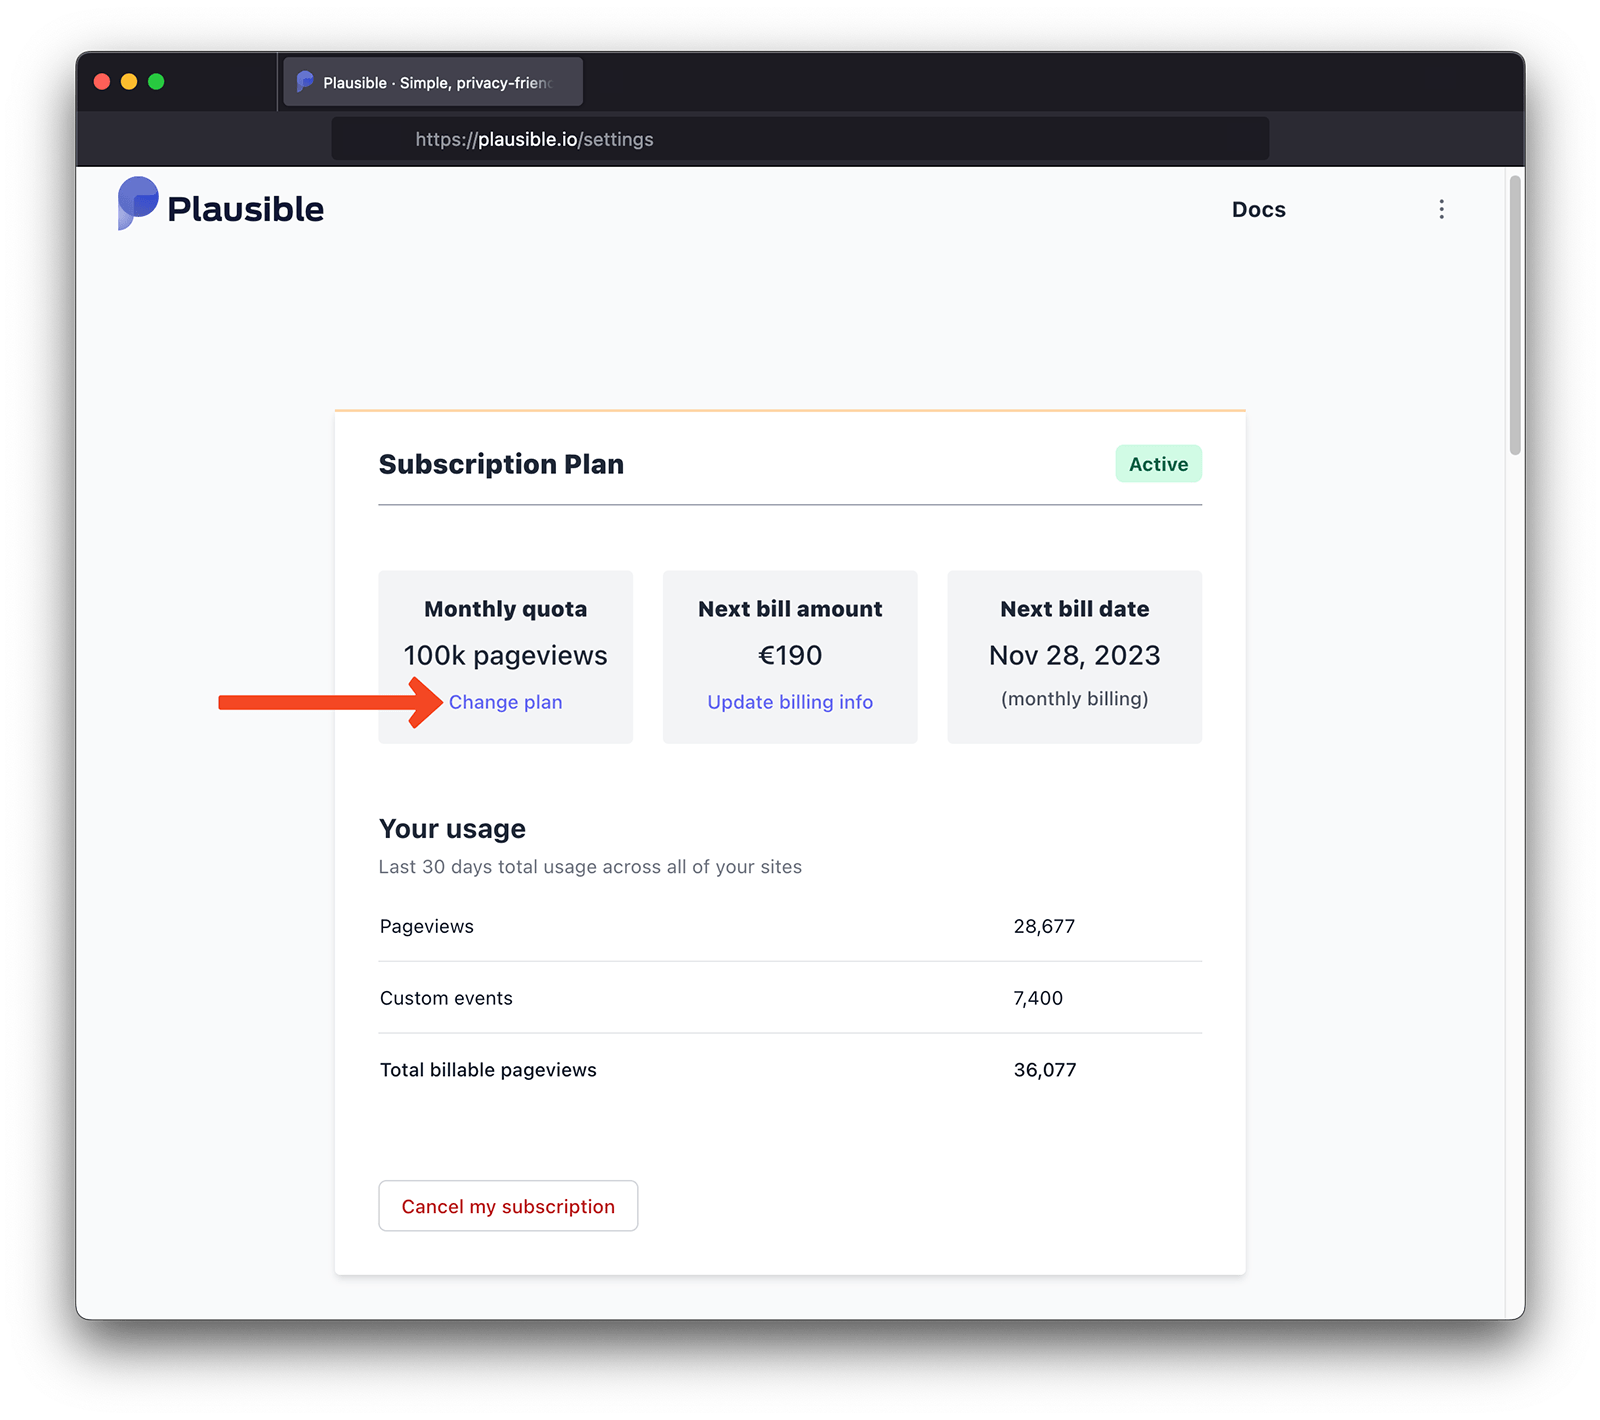 Plausible · Simple, privacy-frien
https://plausible.io/settings
Plausible
Docs
Subscription Plan
Active
Monthly quota
100k pageviews
Change plan
Next bill amount
€190
Update billing info
Next bill date
Nov 28, 2023
(monthly billing)
Your usage
Last 30 days total usage across all of your sites
Pageviews 28,677
Custom events 7,400
Total billable pageviews 36,077
Cancel my subscription